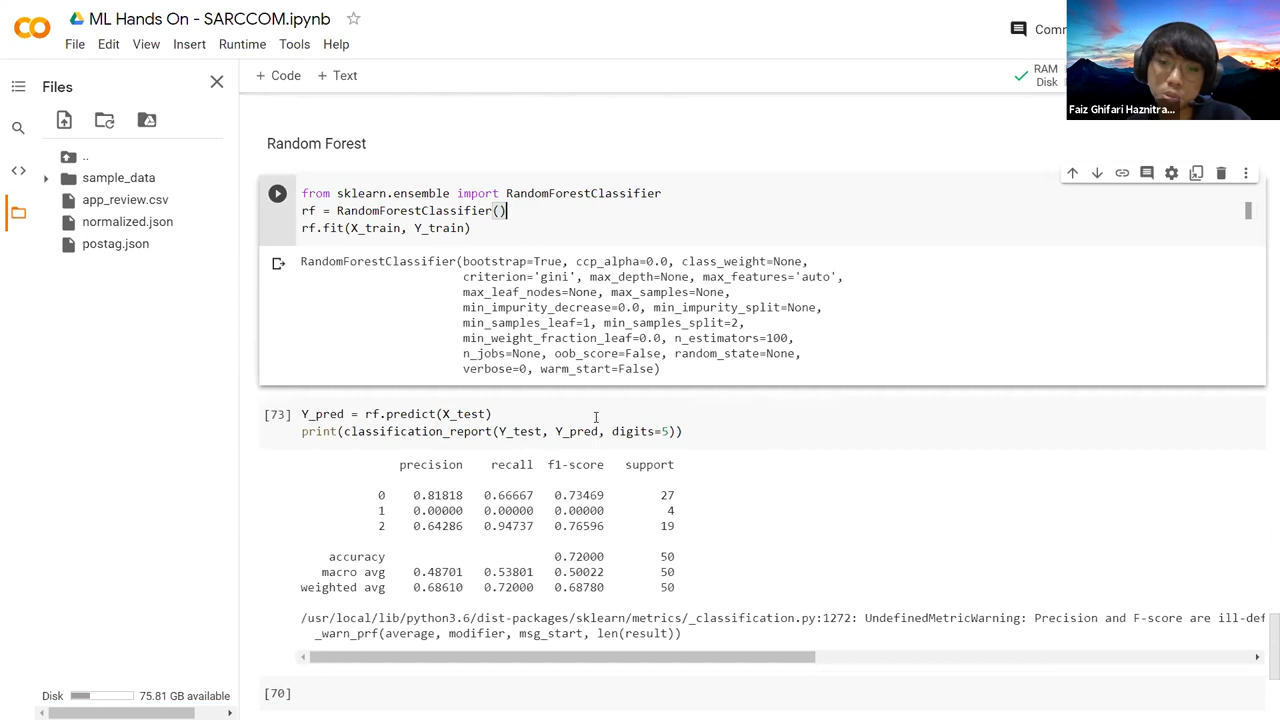 ML Hands On - SARCCOM.ipynb
File Edit View Insert Runtime Tools Help
Comm
RAM
Disk
Faiz Ghifari Haznitra...
+ Code + Text
Files
..
sample_data
app_review.csv
normalized.json
postag.json
Random Forest
from sklearn.ensemble import RandomForestClassifier
rf = RandomForestClassifier()
rf.fit(X_train, Y_train)
RandomForestClassifier(bootstrap=True, ccp_alpha=0.0, class_weight=None,
criterion='gini', max_depth=None, max_features='auto',
max_leaf_nodes=None, max_samples=None,
min_impurity_decrease=0.0, min_impurity_split=None,
min_samples_leaf=1, min_samples_split=2,
min_weight_fraction_leaf=0.0, n_estimators=100,
n_jobs=None, oob_score=False, random_state=None,
verbose=0, warm_start=False)
[73] Y_pred = rf.predict(X_test)
print(classification_report(Y_test, Y_pred, digits=5))
precision recall f1-score support
0 0.81818 0.66667 0.73469 27
1 0.00000 0.00000 0.00000 4
2 0.64286 0.94737 0.76596 19
accuracy 0.72000 50
macro avg 0.48701 0.53801 0.50022 50
weighted avg 0.68610 0.72000 0.68780 50
/usr/local/lib/python3.6/dist-packages/sklearn/metrics/_classification.py:1272: UndefinedMetricWarning: Precision and F-score are ill-def
_warn_prf(average, modifier, msg_start, len(result))
[70]
Disk 75.81 GB available